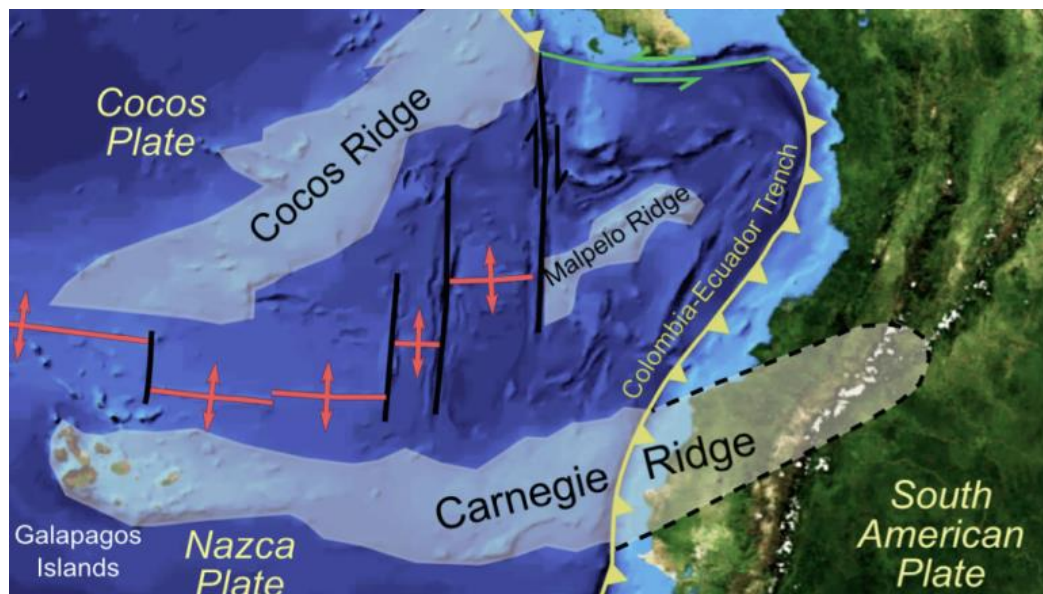 Cocos
Plate
Cocos Ridge
Malpelo Ridge
Colombia-Ecuador Trench
Carnegie Ridge
Galapagos
Islands
Nazca
Plate
South
American
Plate